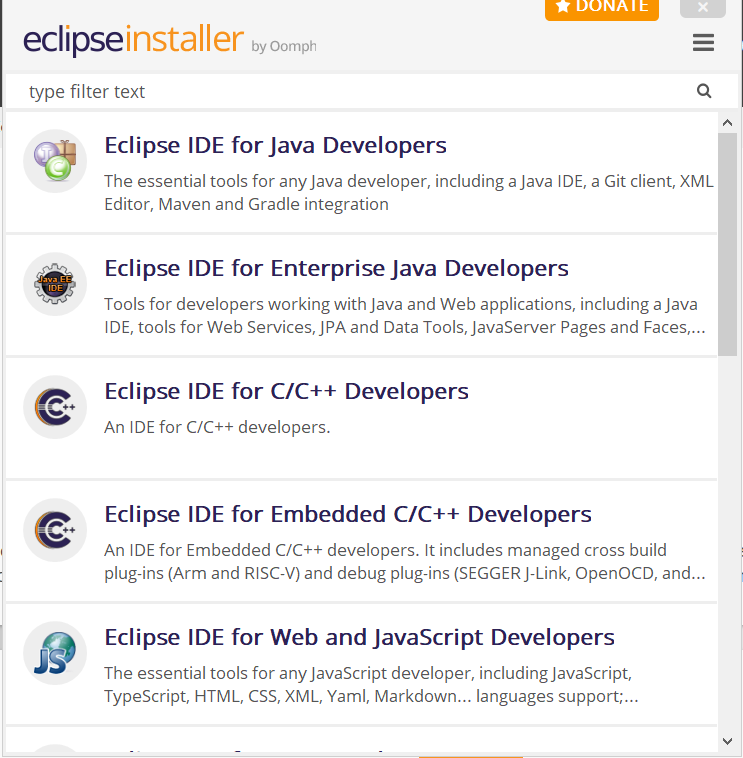 DONATE
eclipseinstaller by Oomph
type filter text
Eclipse IDE for Java Developers
The essential tools for any Java developer, including a Java IDE, a Git client, XML
Editor, Maven and Gradle integration
Java EE
IDE
Eclipse IDE for Enterprise Java Developers
Tools for developers working with Java and Web applications, including a Java
IDE, tools for Web Services, JPA and Data Tools, JavaServer Pages and Faces,...
C++
Eclipse IDE for C/C++ Developers
An IDE for C/C++ developers.
C++
Eclipse IDE for Embedded C/C++ Developers
An IDE for Embedded C/C++ developers. It includes managed cross build
plug-ins (Arm and RISC-V) and debug plug-ins (SEGGER J-Link, OpenOCD, and...
JS
Eclipse IDE for Web and JavaScript Developers
The essential tools for any JavaScript developer, including JavaScript,
TypeScript, HTML, CSS, XML, Yaml, Markdown... languages support;...